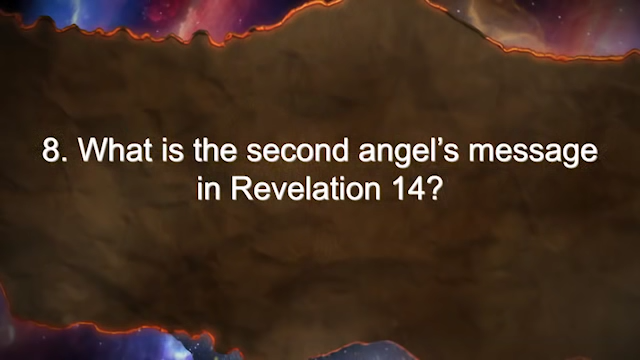 8. What is the second angel’s message
in Revelation 14?